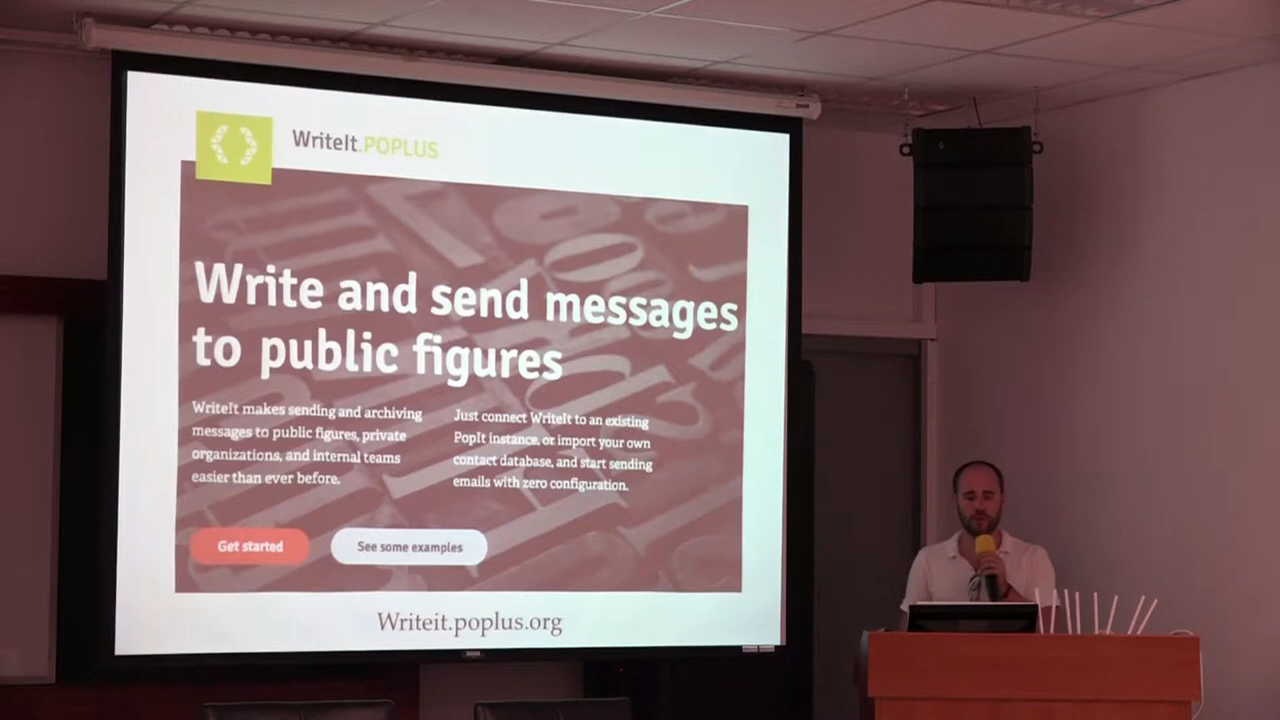 WriteIt.POPLUS
Write and send messages
to public figures
WriteIt makes sending and archiving
messages to public figures, private
organizations, and internal teams
easier than ever before.
Just connect WriteIt to an existing
PopIt instance, or import your own
contact database, and start sending
emails with zero configuration.
Get started
See some examples
Writeit.poplus.org